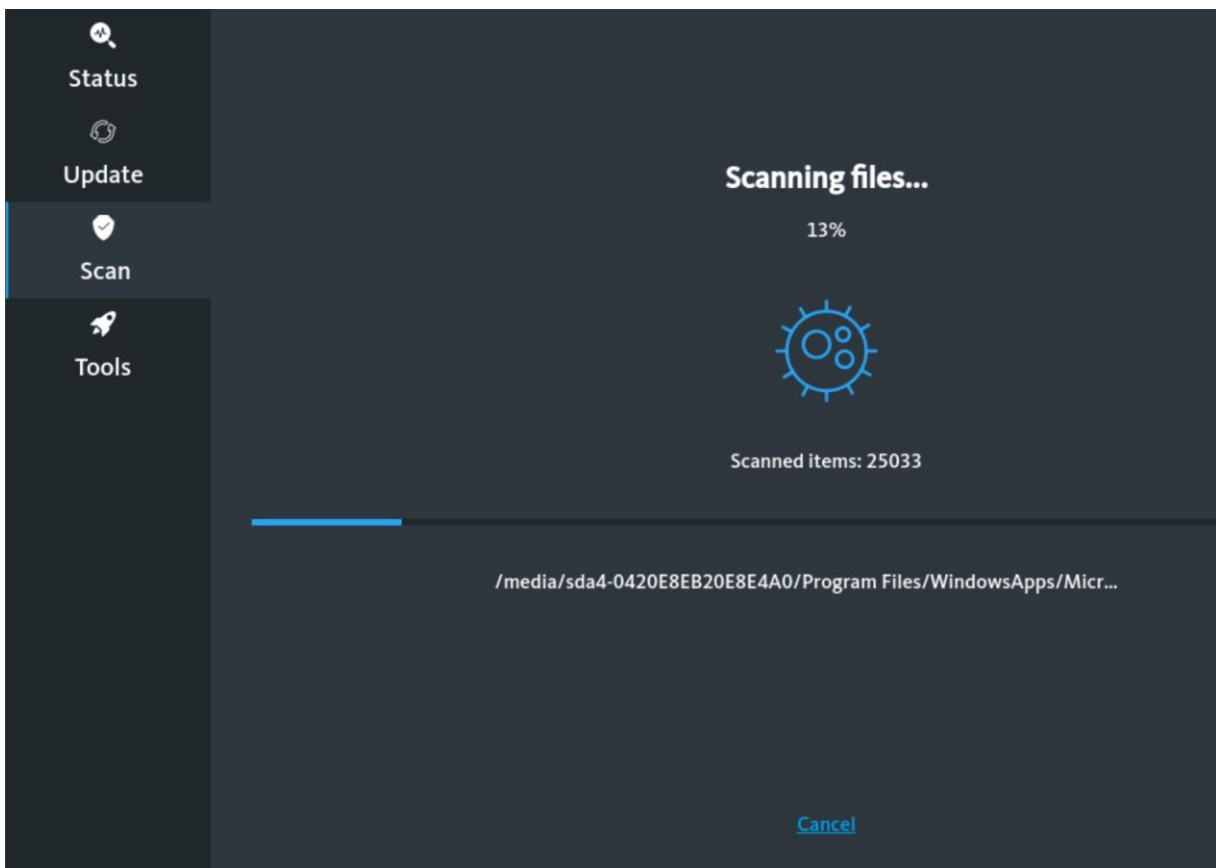 Status
Update
Scan
Tools
Scanning files...
13%
Scanned items: 25033
/media/sda4-0420E8EB20E8E4A0/Program Files/WindowsApps/Micr...
Cancel